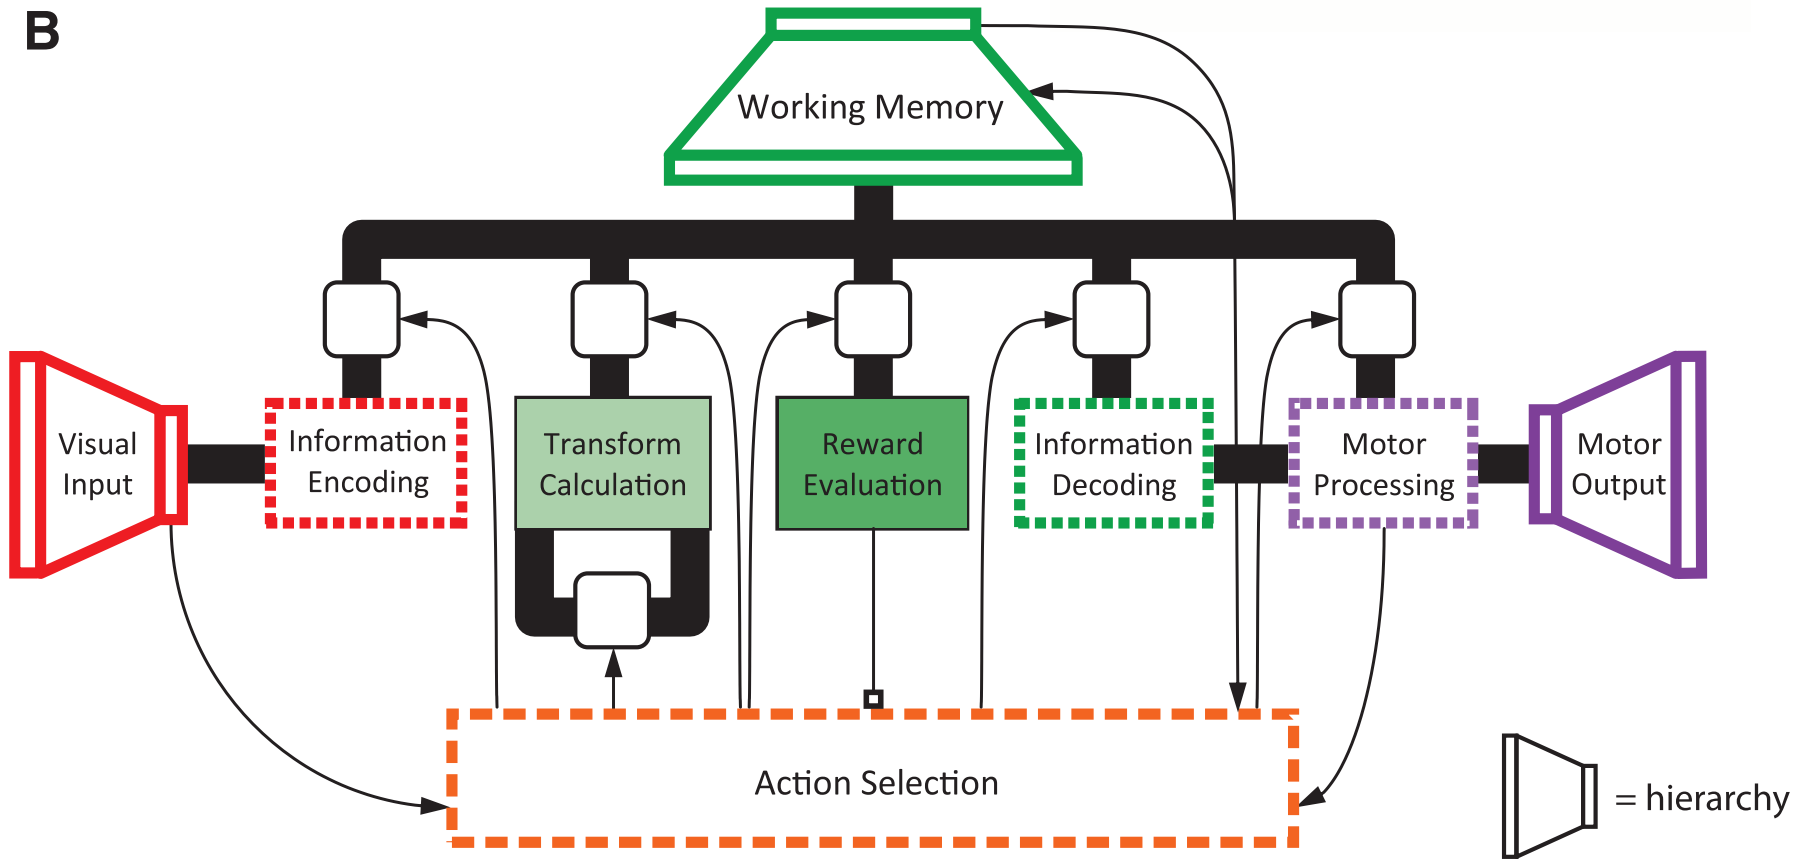 B
Working Memory
Visual
Input
Information
Encoding
Transform
Calculation
Reward
Evaluation
Information
Decoding
Motor
Processing
Motor
Output
Action Selection
= hierarchy